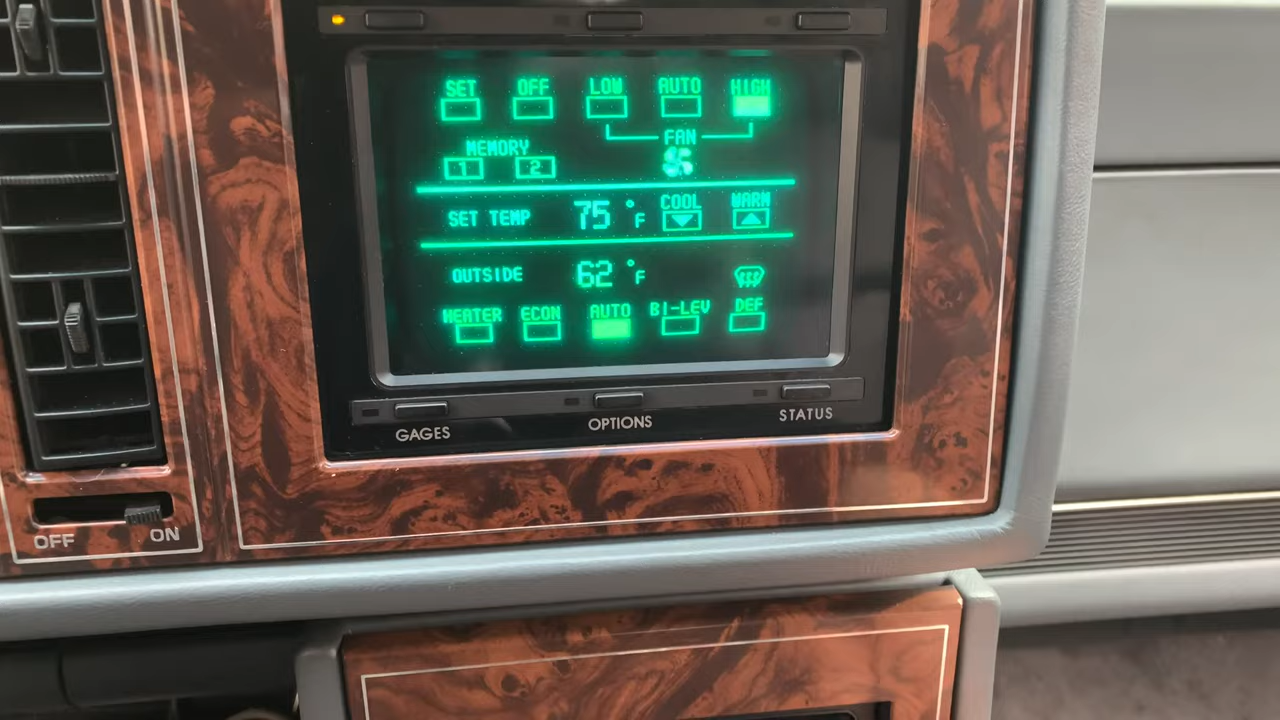 SET OFF LOW AUTO HIGH
MEMORY FAN
1 2
SET TEMP 75 °F COOL WARM
OUTSIDE 62 °F
HEATER ECON AUTO BI-LEV DEF
GAGES OPTIONS STATUS
OFF ON